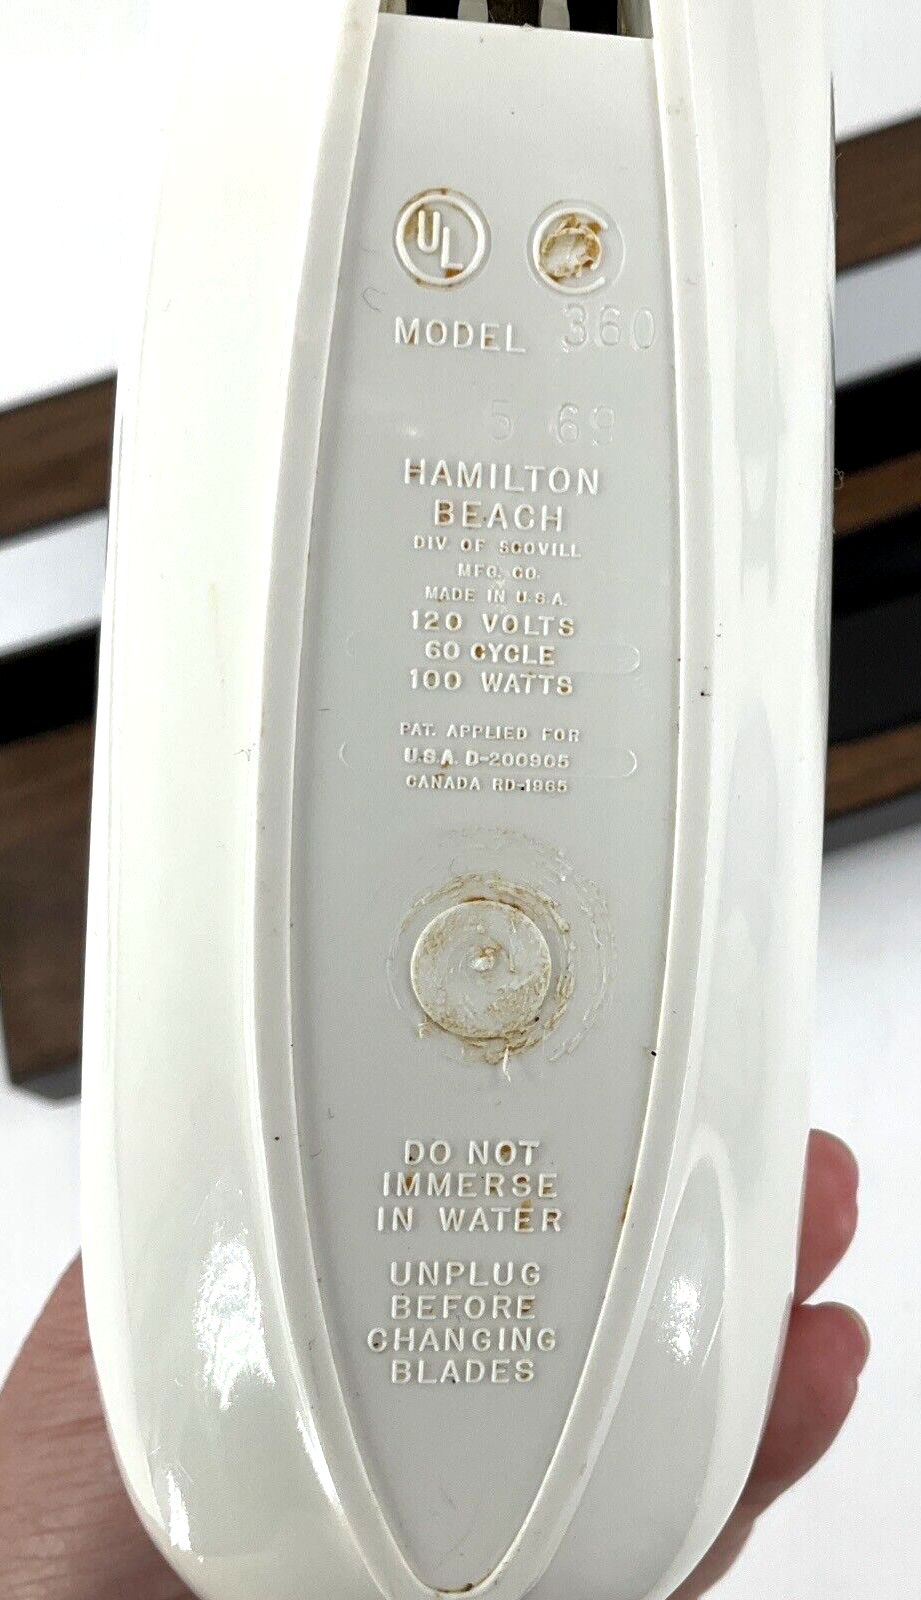 UL
MODEL 360
5 69
HAMILTON
BEACH
DIV OF SCOVILL
MFG. CO.
MADE IN U.S.A.
120 VOLTS
60 CYCLE
100 WATTS
PAT. APPLIED FOR
U.S.A. D-200905
CANADA RD-1965
DO NOT
IMMERSE
IN WATER
UNPLUG
BEFORE
CHANGING
BLADES